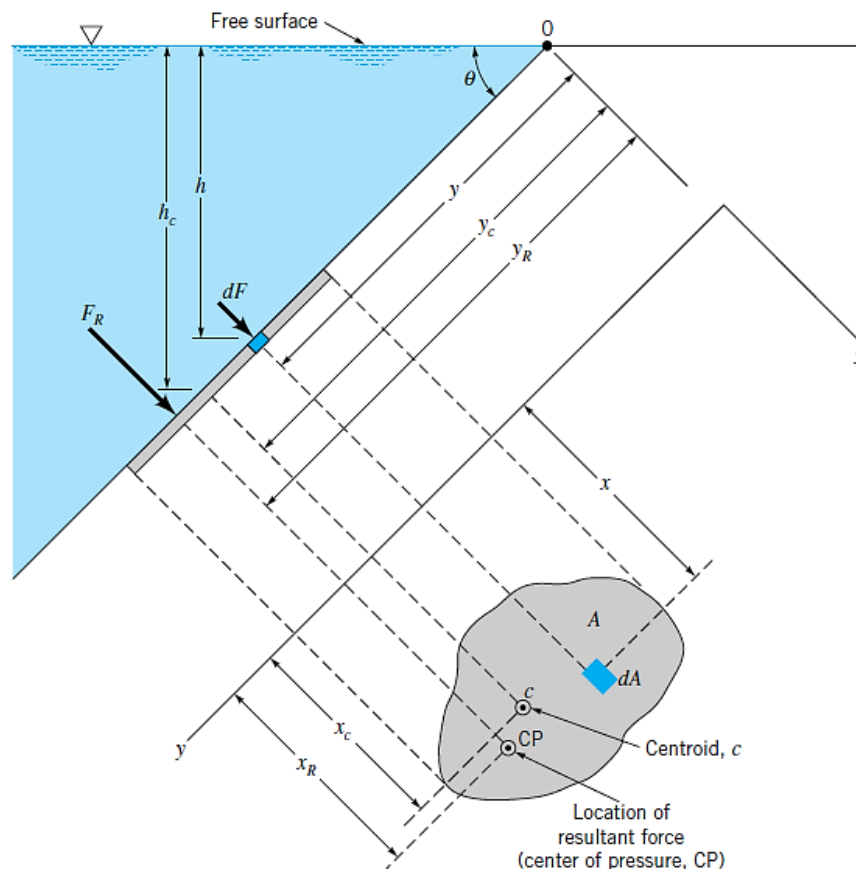 Free surface
0
θ
h
h_c
y
y_c
y_R
dF
F_R
x
A
dA
c
CP
x_c
x_R
y
Centroid, c
Location of
resultant force
(center of pressure, CP)